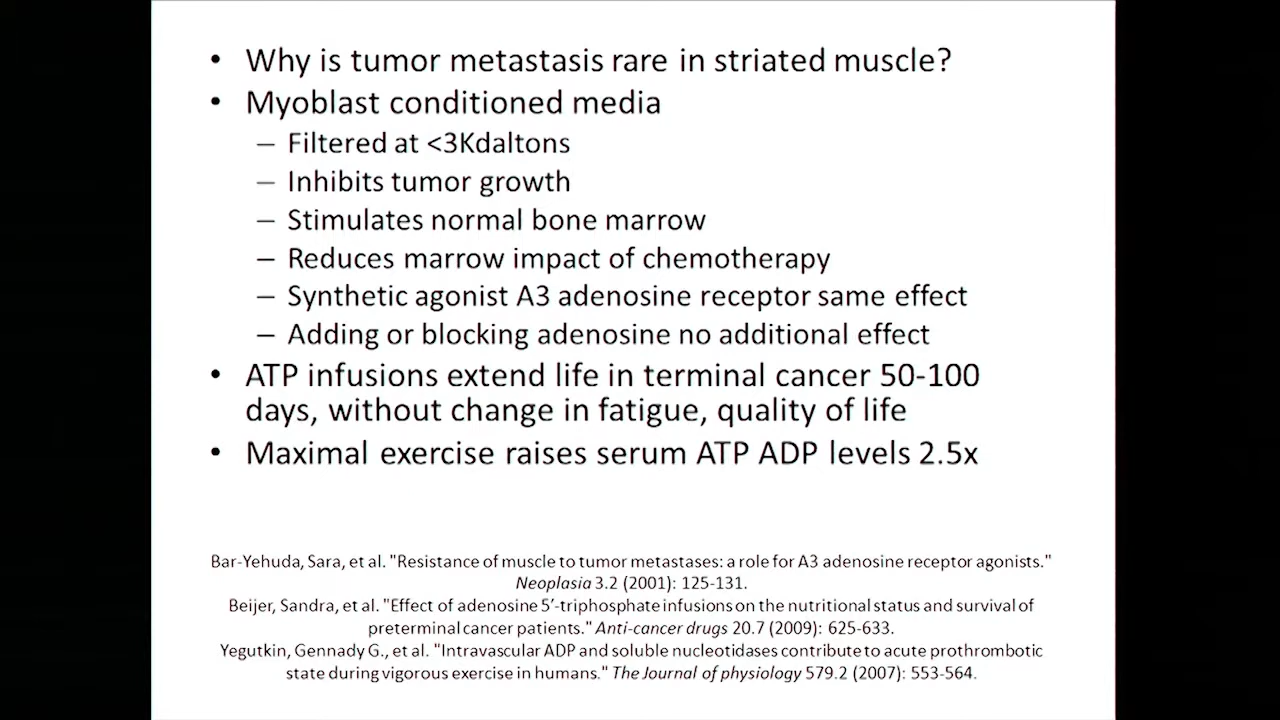 • Why is tumor metastasis rare in striated muscle?
• Myoblast conditioned media
– Filtered at <3Kdaltons
– Inhibits tumor growth
– Stimulates normal bone marrow
– Reduces marrow impact of chemotherapy
– Synthetic agonist A3 adenosine receptor same effect
– Adding or blocking adenosine no additional effect
• ATP infusions extend life in terminal cancer 50-100
days, without change in fatigue, quality of life
• Maximal exercise raises serum ATP ADP levels 2.5x
Bar-Yehuda, Sara, et al. "Resistance of muscle to tumor metastases: a role for A3 adenosine receptor agonists."
Neoplasia 3.2 (2001): 125-131.
Beijer, Sandra, et al. "Effect of adenosine 5′-triphosphate infusions on the nutritional status and survival of
preterminal cancer patients." Anti-cancer drugs 20.7 (2009): 625-633.
Yegutkin, Gennady G., et al. "Intravascular ADP and soluble nucleotidases contribute to acute prothrombotic
state during vigorous exercise in humans." The Journal of physiology 579.2 (2007): 553-564.